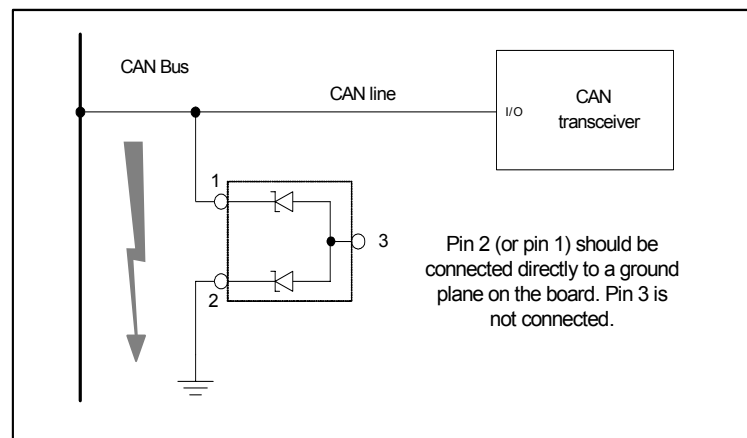 CAN Bus
CAN line
I/O
CAN
transceiver
1
3
2
Pin 2 (or pin 1) should be
connected directly to a ground
plane on the board. Pin 3 is
not connected.